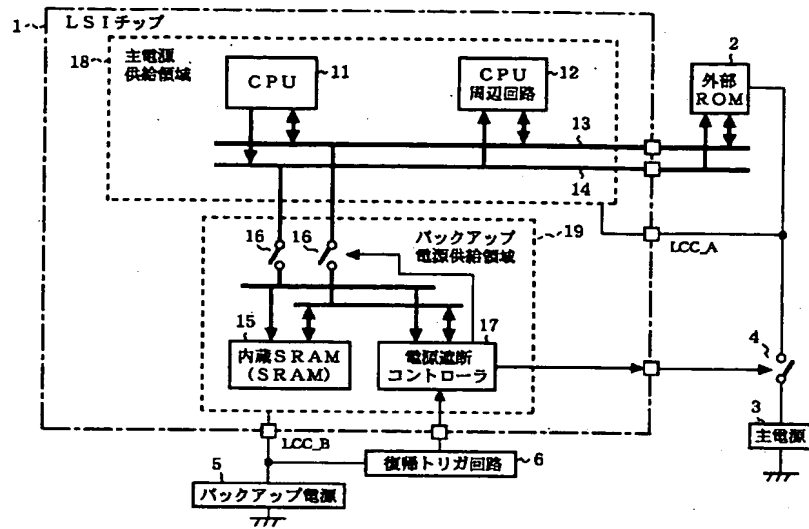 1
LSIチップ
18
主電源
供給領域
CPU
11
CPU
周辺回路
12
2
外部
ROM
13
14
16
16
バックアップ
電源供給領域
19
LCC_A
15
内蔵SRAM
(SRAM)
17
電源遮断
コントローラ
4
3
主電源
LCC_B
5
バックアップ電源
復帰トリガ回路
6